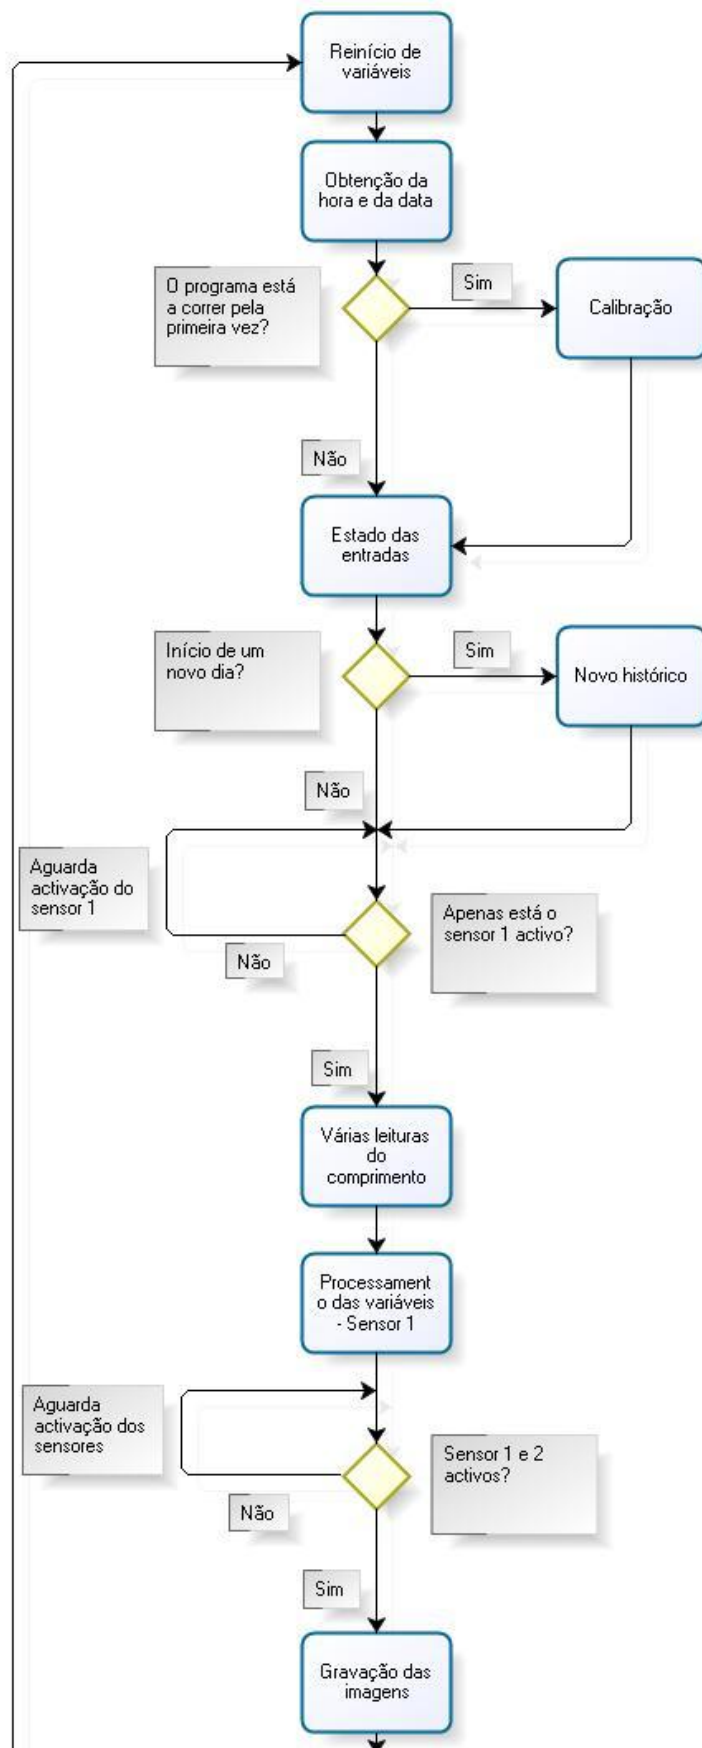 Reinício de
variáveis
Obtenção da
hora e da data
O programa está
a correr pela
primeira vez?
Sim
Calibração
Não
Estado das
entradas
Início de um
novo dia?
Sim
Novo histórico
Não
Aguarda
activação do
sensor 1
Não
Apenas está o
sensor 1 activo?
Sim
Várias leituras
do
comprimento
Processament
o das variáveis
- Sensor 1
Aguarda
activação dos
sensores
Não
Sensor 1 e 2
activos?
Sim
Gravação das
imagens